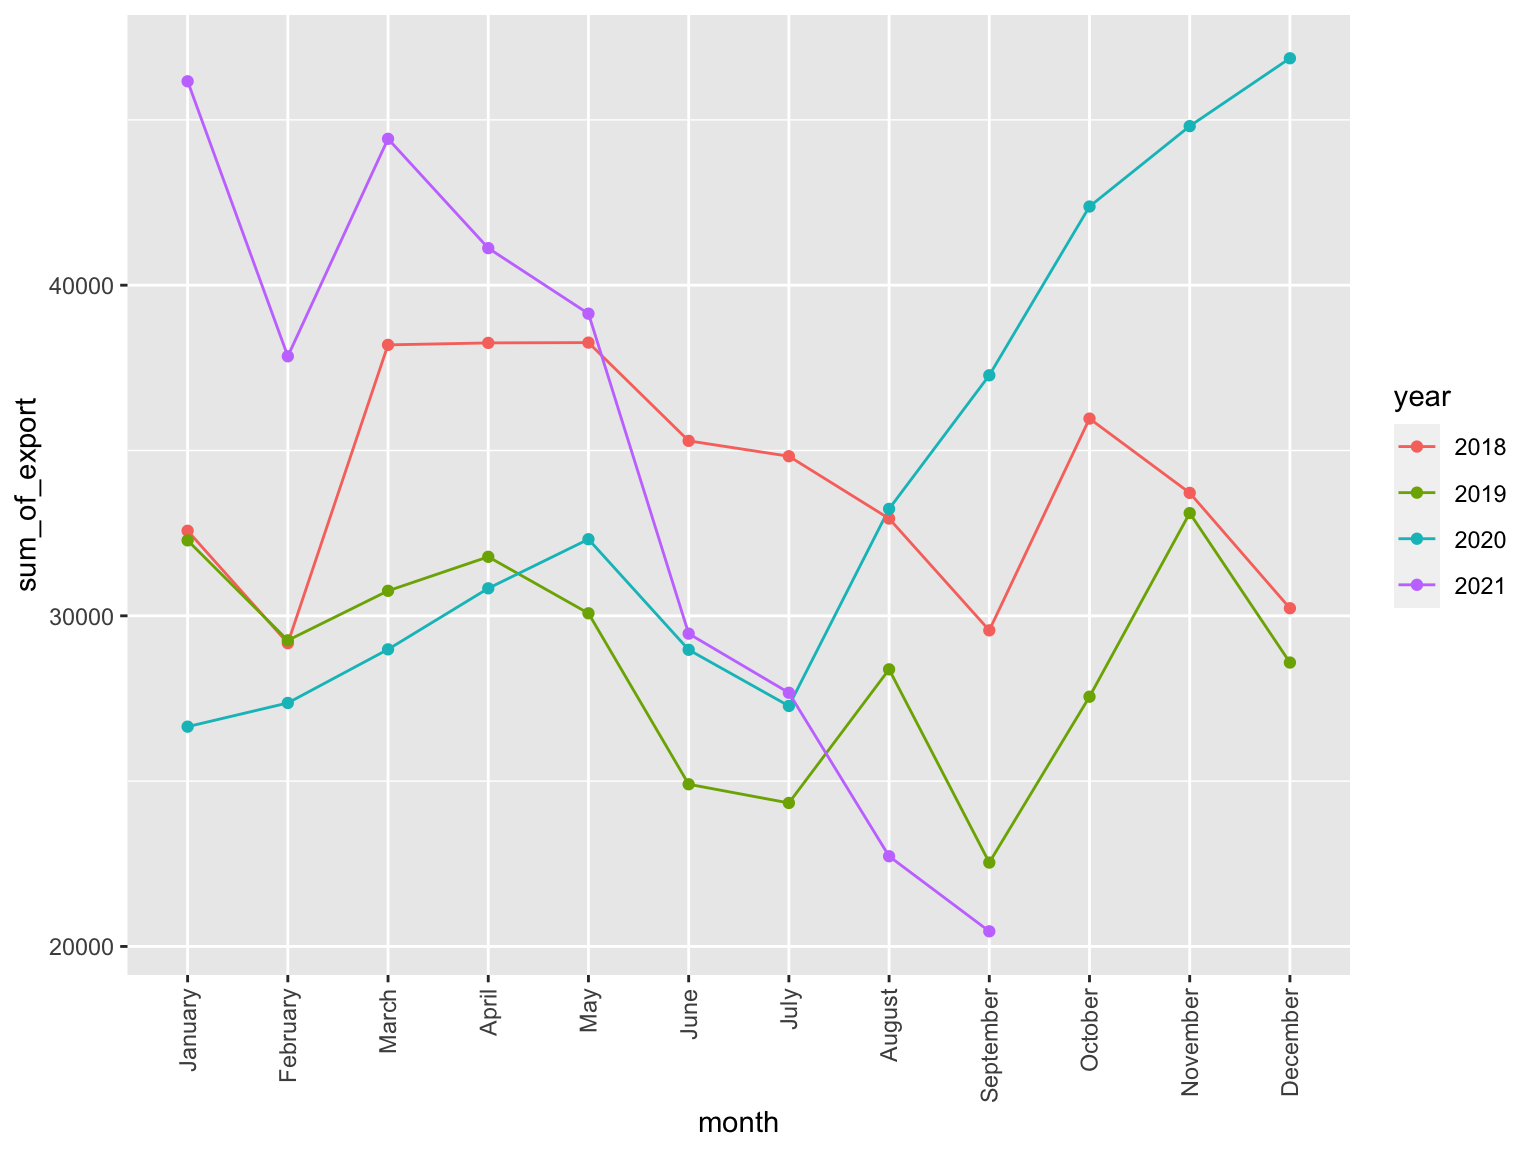 sum_of_export
40000
30000
20000
January
February
March
April
May
June
July
August
September
October
November
December
month
year
2018
2019
2020
2021